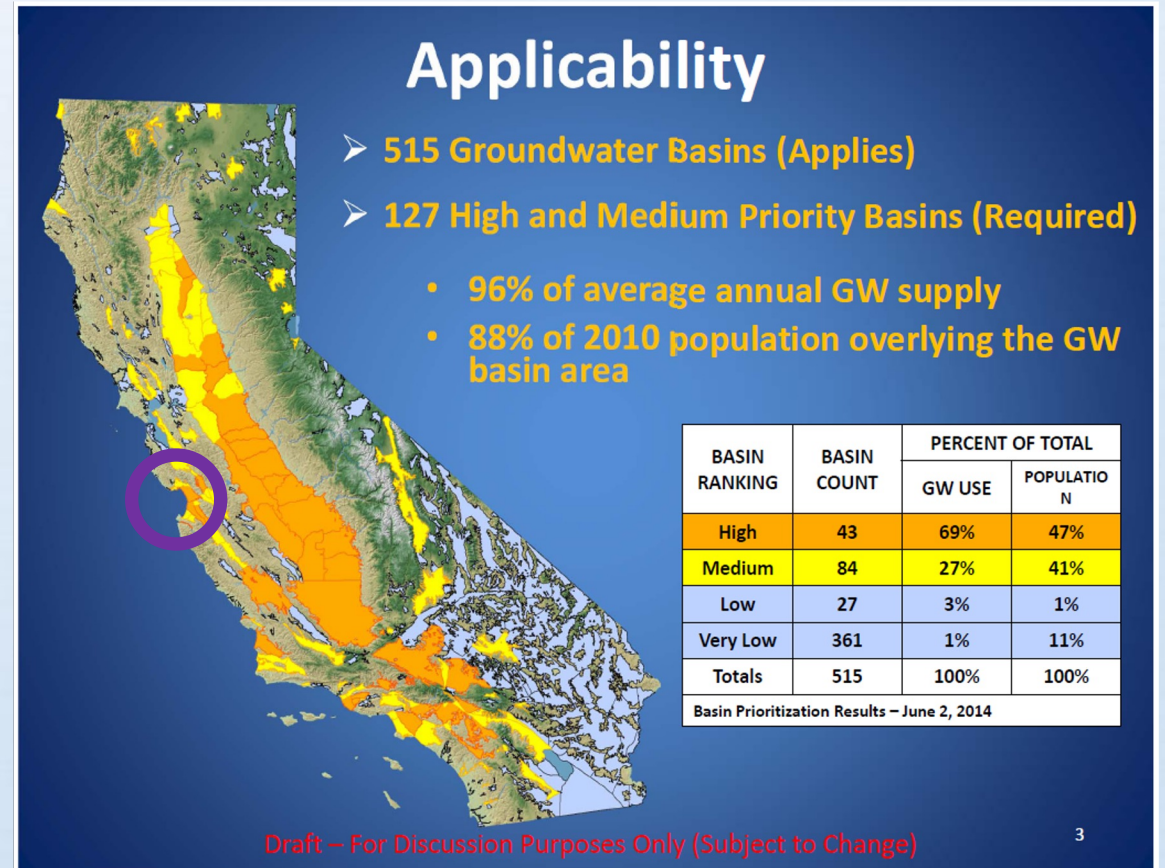 Applicability
515 Groundwater Basins (Applies)
127 High and Medium Priority Basins (Required)
96% of average annual GW supply
88% of 2010 population overlying the GW
basin area
BASIN RANKING BASIN COUNT PERCENT OF TOTAL
GW USE POPULATIO
N
High 43 69% 47%
Medium 84 27% 41%
Low 27 3% 1%
Very Low 361 1% 11%
Totals 515 100% 100%
Basin Prioritization Results – June 2, 2014
Draft – For Discussion Purposes Only (Subject to Change)
3